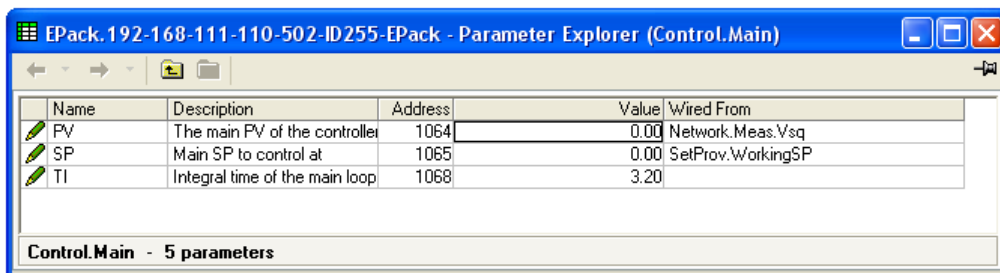 EPack.192-168-111-110-502-ID255-EPack - Parameter Explorer (Control.Main)
Name Description Address Value Wired From
PV The main PV of the controller 1064 0.00 Network.Meas.Vsq
SP Main SP to control at 1065 0.00 SetProv.WorkingSP
TI Integral time of the main loop 1068 3.20
Control.Main - 5 parameters